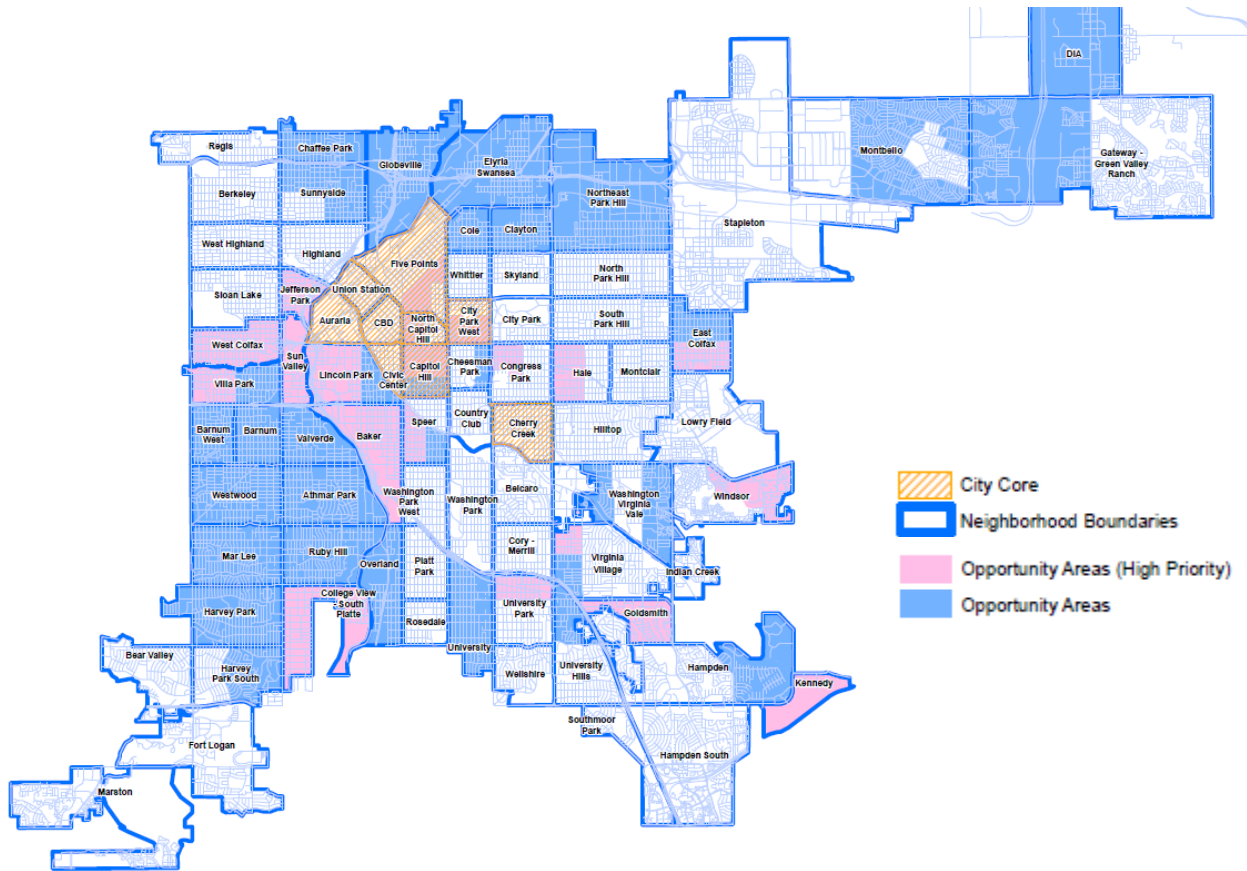 DIA
Regis
Chaffee Park
Globeville
Elyria
Swansea
Montbello
Gateway -
Green Valley
Ranch
Berkeley
Sunnyside
Northeast
Park Hill
Stapleton
West Highland
Highland
Cole
Clayton
Five Points
Whittier
Skyland
North
Park Hill
Sloan Lake
Jefferson
Park
Union Station
Auraria
CBD
North
Capitol
Hill
City
Park
West
City Park
South
Park Hill
East
Colfax
West Colfax
Sun
Valley
Lincoln Park
Civic
Center
Capitol
Hill
Cheesman
Park
Congress
Park
Hale
Montclair
Villa Park
Barnum
West
Barnum
Valverde
Baker
Speer
Country
Club
Cherry
Creek
Hilltop
Lowry Field
Westwood
Athmar Park
Washington
Park
West
Washington
Park
Belcaro
Washington
Virginia
Vale
Windsor
City Core
Neighborhood Boundaries
Opportunity Areas (High Priority)
Opportunity Areas
Mar Lee
Ruby Hill
Overland
Platt
Park
Cory -
Merrill
Virginia
Village
Indian Creek
Harvey Park
College View
South
Platte
Rosedale
University
University
Park
Goldsmith
Bear Valley
Harvey
Park South
Wellshire
University
Hills
Hampden
Kennedy
Southmoor
Park
Hampden South
Fort Logan
Marston